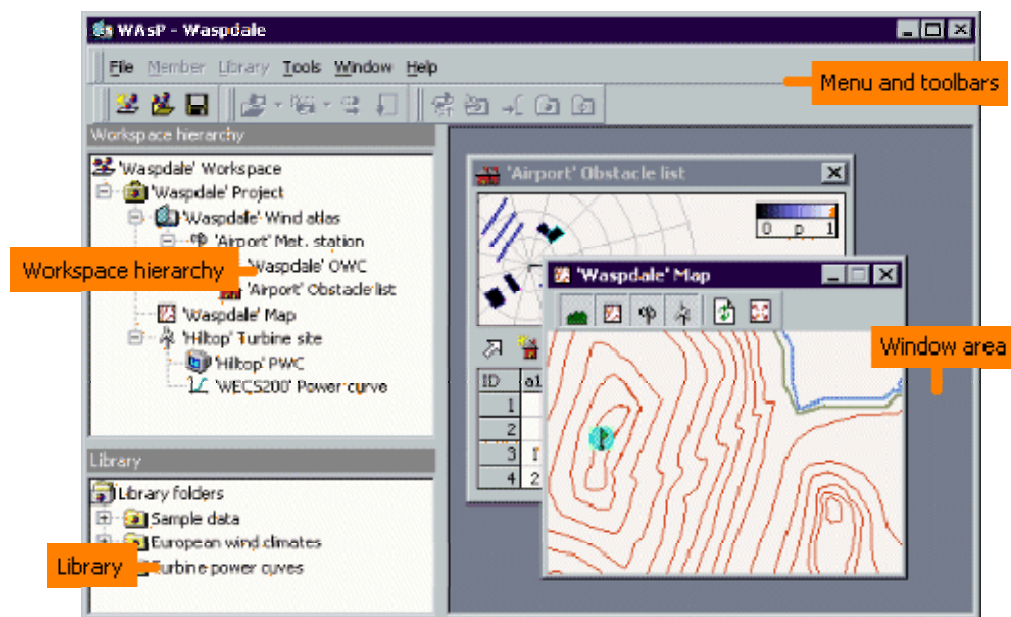 WAsP - Waspdale
File Member Library Tools Window Help
Menu and toolbars
Workspace hierarchy
'Waspdale' Workspace
'Waspdale' Project
'Waspdale' Wind atlas
'Airport' Met. station
Workspace hierarchy
'Waspdale' OWC
'Airport' Obstacle list
'Waspdale' Map
'Hiltop' Turbine site
'Hiltop' PWC
'WECS200' Power curve
Library
Library folders
Sample data
European wind climates
Library
Turbine power curves
'Airport' Obstacle list
0 p 1
'Waspdale' Map
Window area
ID
1
2
3
4 2